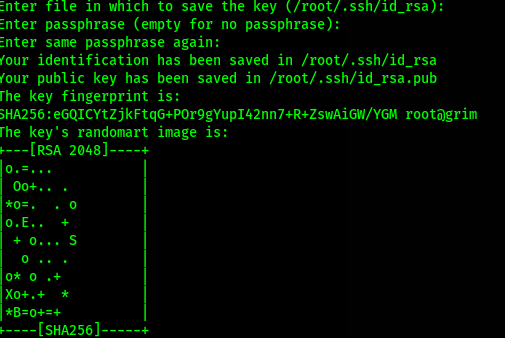 Enter file in which to save the key (/root/.ssh/id_rsa):
Enter passphrase (empty for no passphrase):
Enter same passphrase again:
Your identification has been saved in /root/.ssh/id_rsa
Your public key has been saved in /root/.ssh/id_rsa.pub
The key fingerprint is:
SHA256:eGQICYtZjkFtqG+POr9gYupI42nn7+R+ZswAiGW/YGM root@grim
The key's randomart image is:
+---[RSA 2048]----+
|o.=...           |
| Oo+.. .         |
|*o=.  . o        |
|o.E..  +         |
| + o... S        |
|  o .. .         |
|o* o .+          |
|Xo+.+  *         |
|*B=o+=+          |
+----[SHA256]-----+